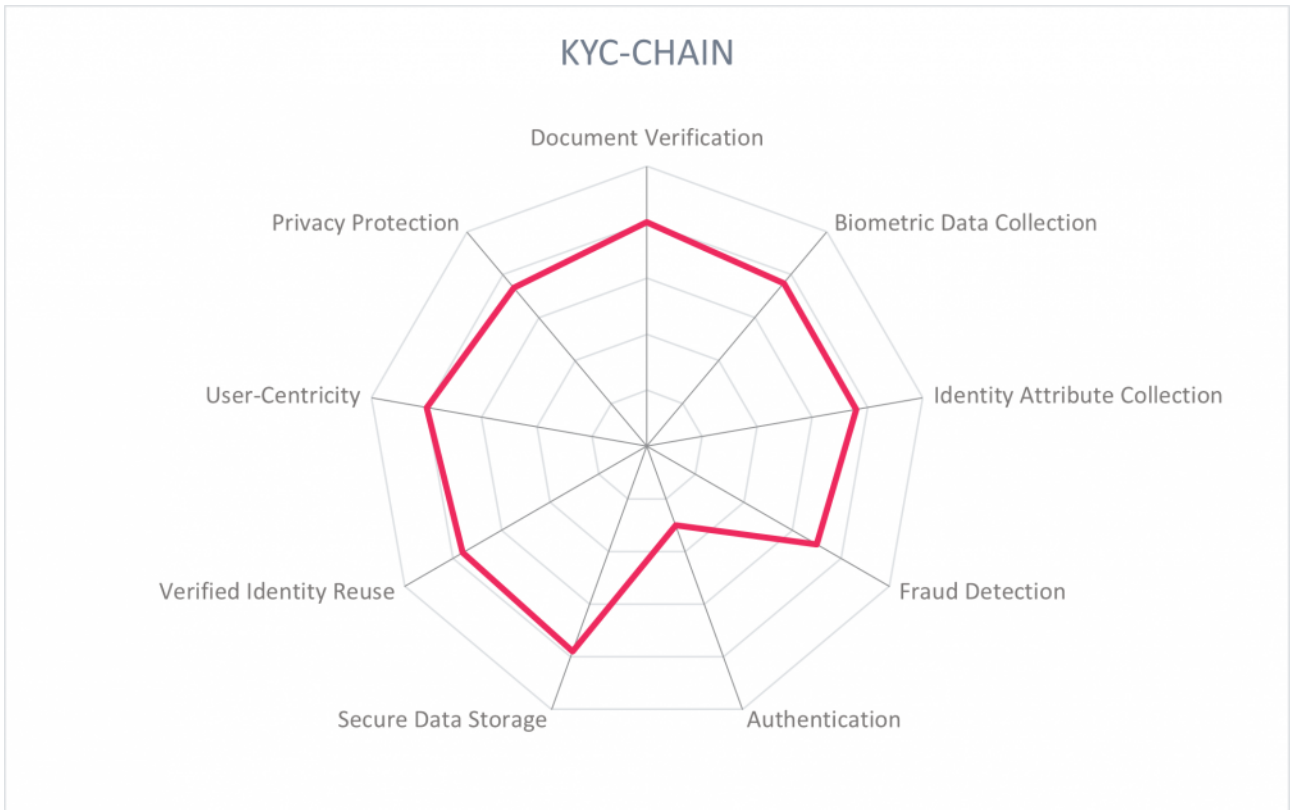 KYC-CHAIN
Document Verification
Privacy Protection
Biometric Data Collection
User-Centricity
Identity Attribute Collection
Verified Identity Reuse
Fraud Detection
Secure Data Storage
Authentication